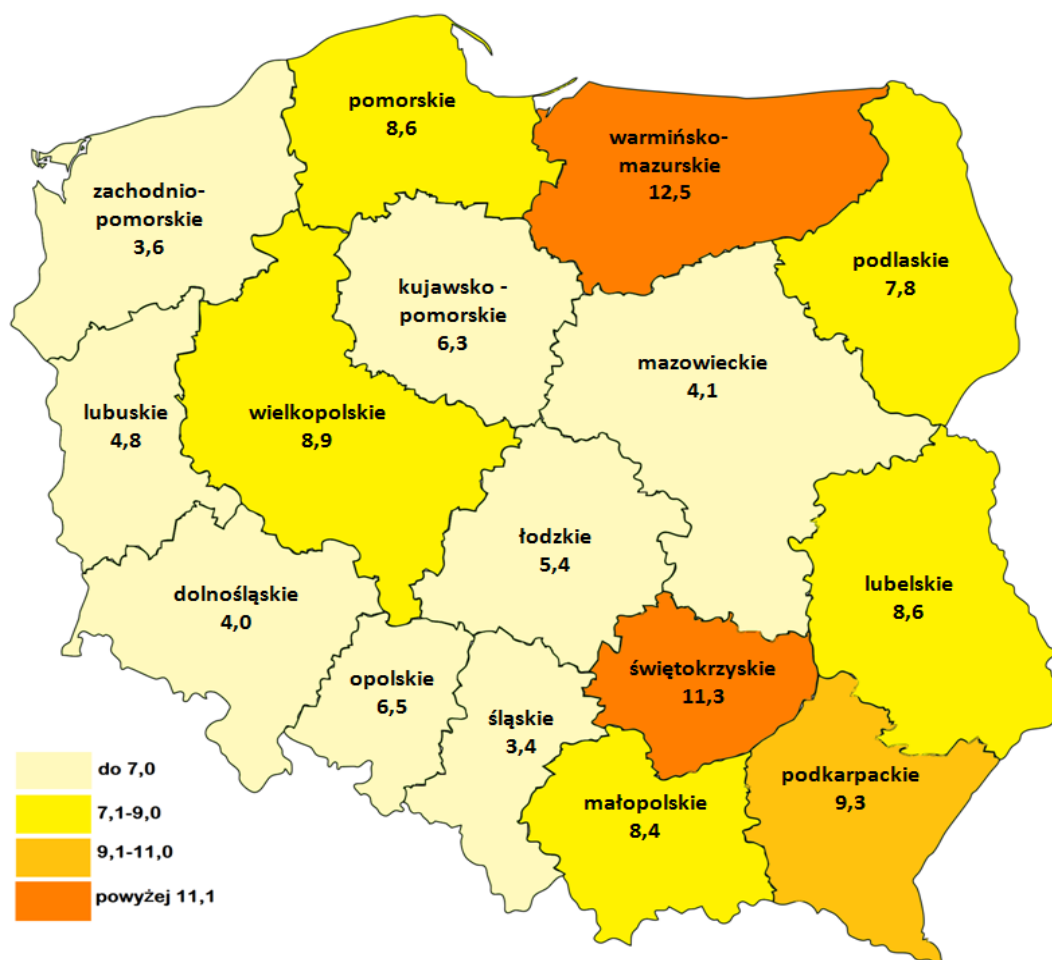 pomorskie
8,6
warmińsko-
mazurskie
12,5
zachodnio-
pomorskie
3,6
podlaskie
7,8
kujawsko -
pomorskie
6,3
mazowieckie
4,1
lubuskie
4,8
wielkopolskie
8,9
łodzkie
5,4
lubelskie
8,6
dolnośląskie
4,0
opolskie
6,5
śląskie
3,4
świętokrzyskie
11,3
podkarpackie
9,3
małopolskie
8,4
do 7,0
7,1-9,0
9,1-11,0
powyżej 11,1